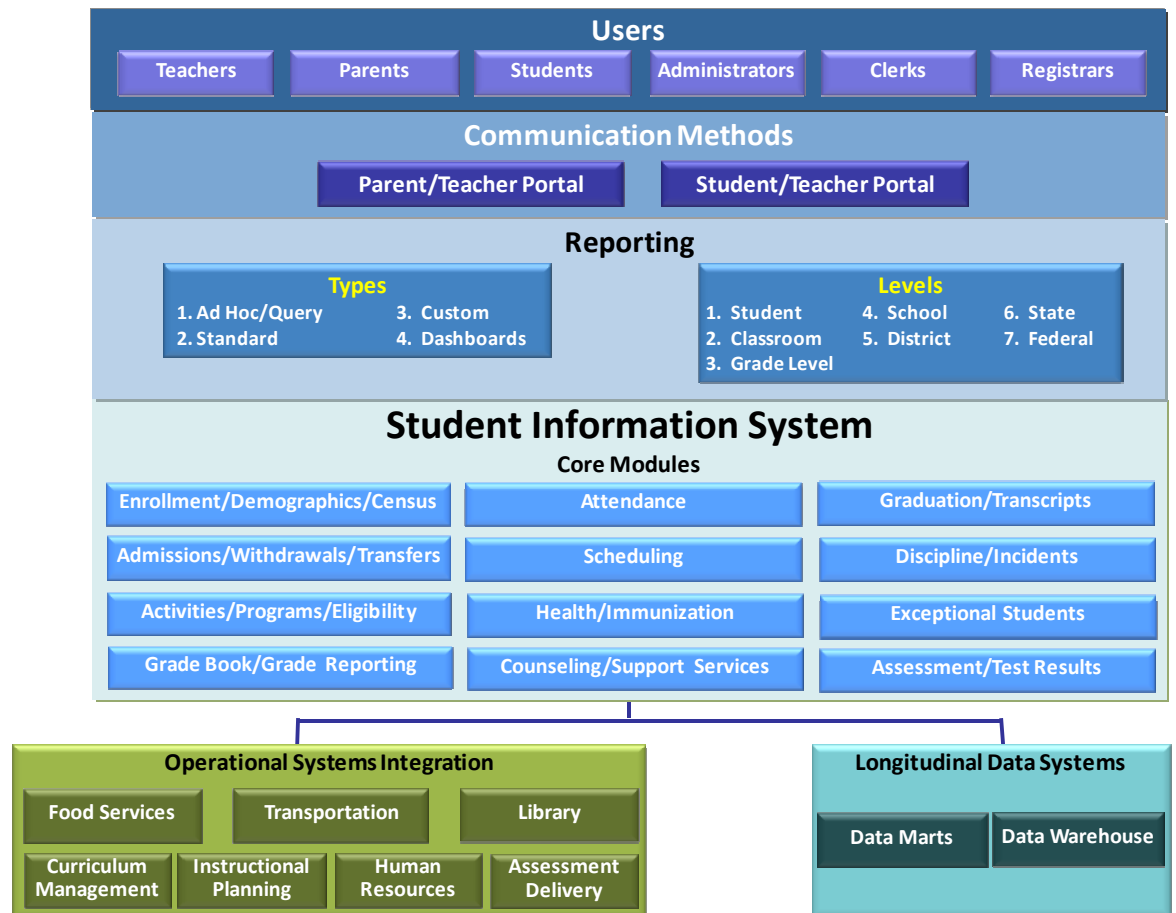 Users
Teachers
Parents
Students
Administrators
Clerks
Registrars
Communication Methods
Parent/Teacher Portal
Student/Teacher Portal
Reporting
Types
1. Ad Hoc/Query
2. Standard
3. Custom
4. Dashboards
Levels
1. Student
2. Classroom
3. Grade Level
4. School
5. District
6. State
7. Federal
Student Information System
Core Modules
Enrollment/Demographics/Census
Attendance
Graduation/Transcripts
Admissions/Withdrawals/Transfers
Scheduling
Discipline/Incidents
Activities/Programs/Eligibility
Health/Immunization
Exceptional Students
Grade Book/Grade Reporting
Counseling/Support Services
Assessment/Test Results
Operational Systems Integration
Food Services
Transportation
Library
Curriculum
Management
Instructional
Planning
Human
Resources
Assessment
Delivery
Longitudinal Data Systems
Data Marts
Data Warehouse